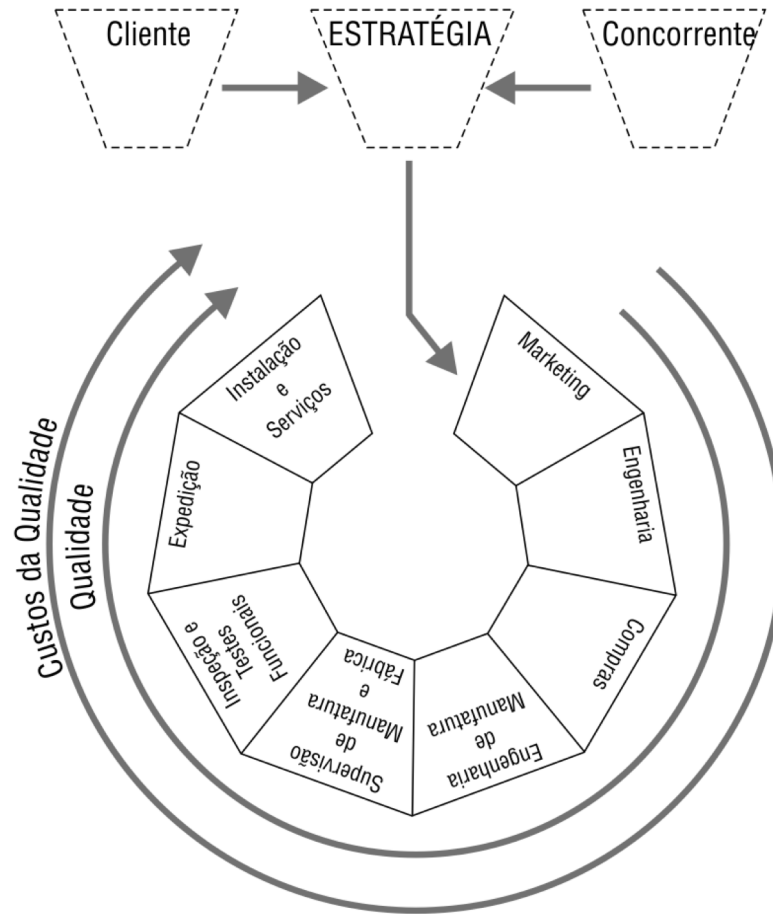 Cliente
ESTRATÉGIA
Concorrente
Marketing
Engenharia
Compras
Engenharia
de
Manufatura
Supervisão
de
Manufatura
e
Fábrica
Inspeção e
Testes
Funcionais
Expedição
Instalação
e
Serviços
Qualidade
Custos da Qualidade